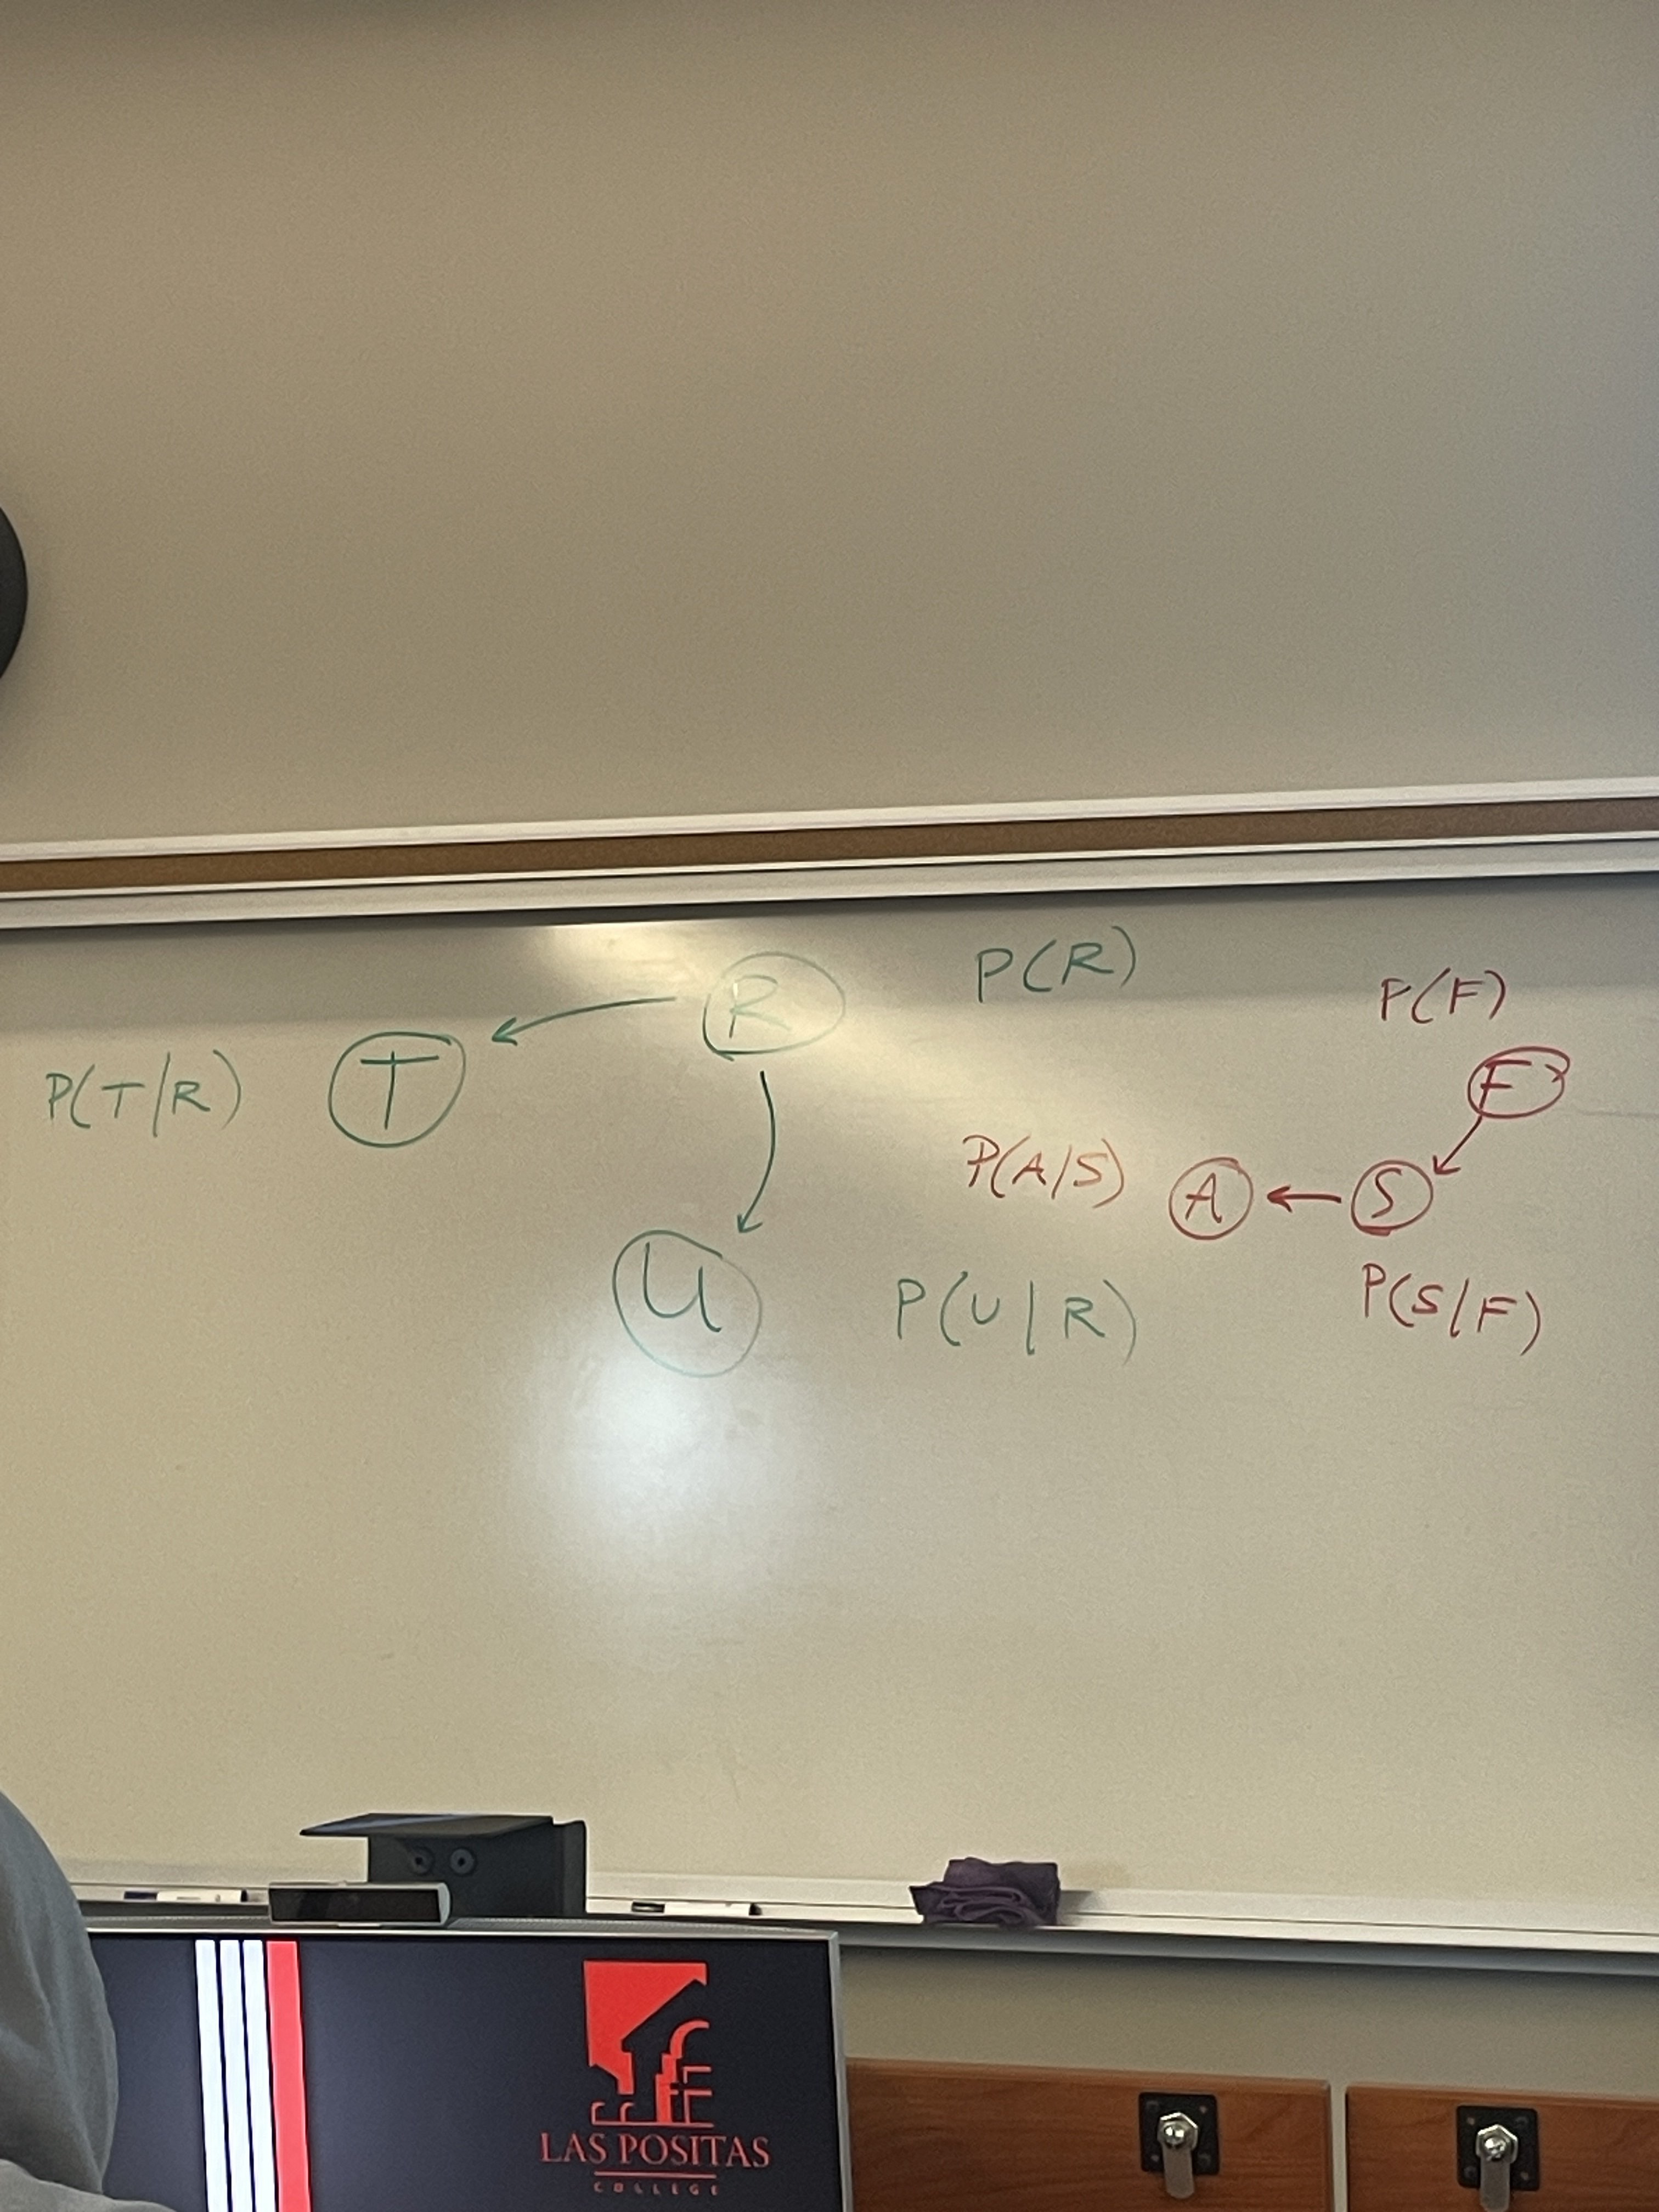 R
P(R)
P(F)
T
P(T/R)
F
P(A/S)
A
S
U
P(U|R)
P(S/F)
LAS POSITAS
COLLEGE